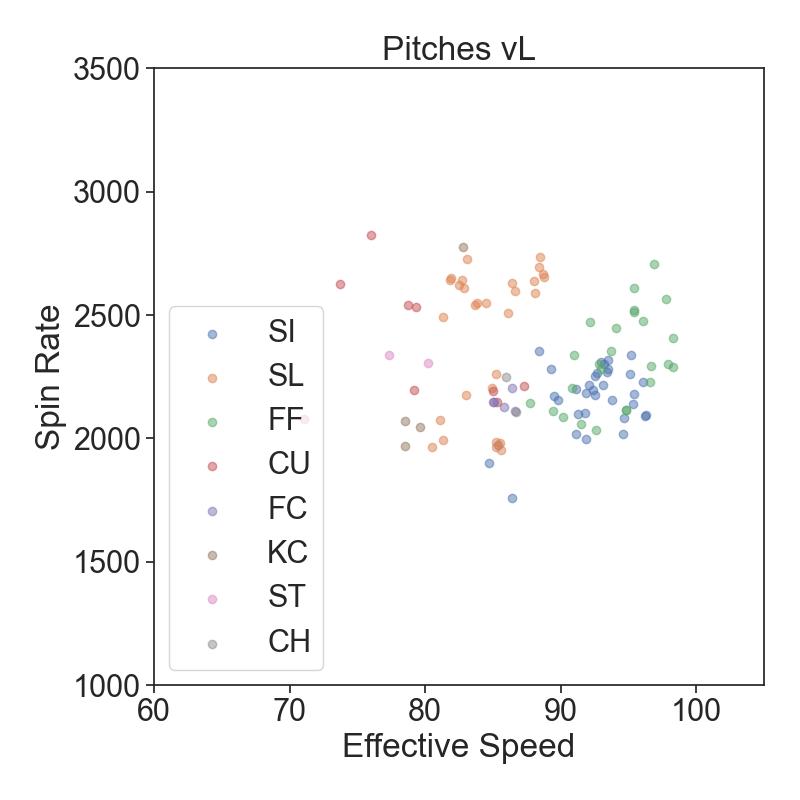 Pitches vL
Spin Rate
3500
3000
2500
2000
1500
1000
SI
SL
FF
CU
FC
KC
ST
CH
60
70
80
90
100
Effective Speed